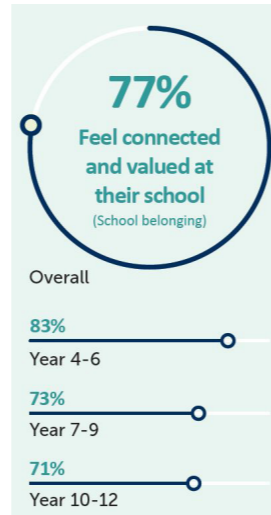 77%
Feel connected
and valued at
their school
(School belonging)
Overall
83%
Year 4-6
73%
Year 7-9
71%
Year 10-12